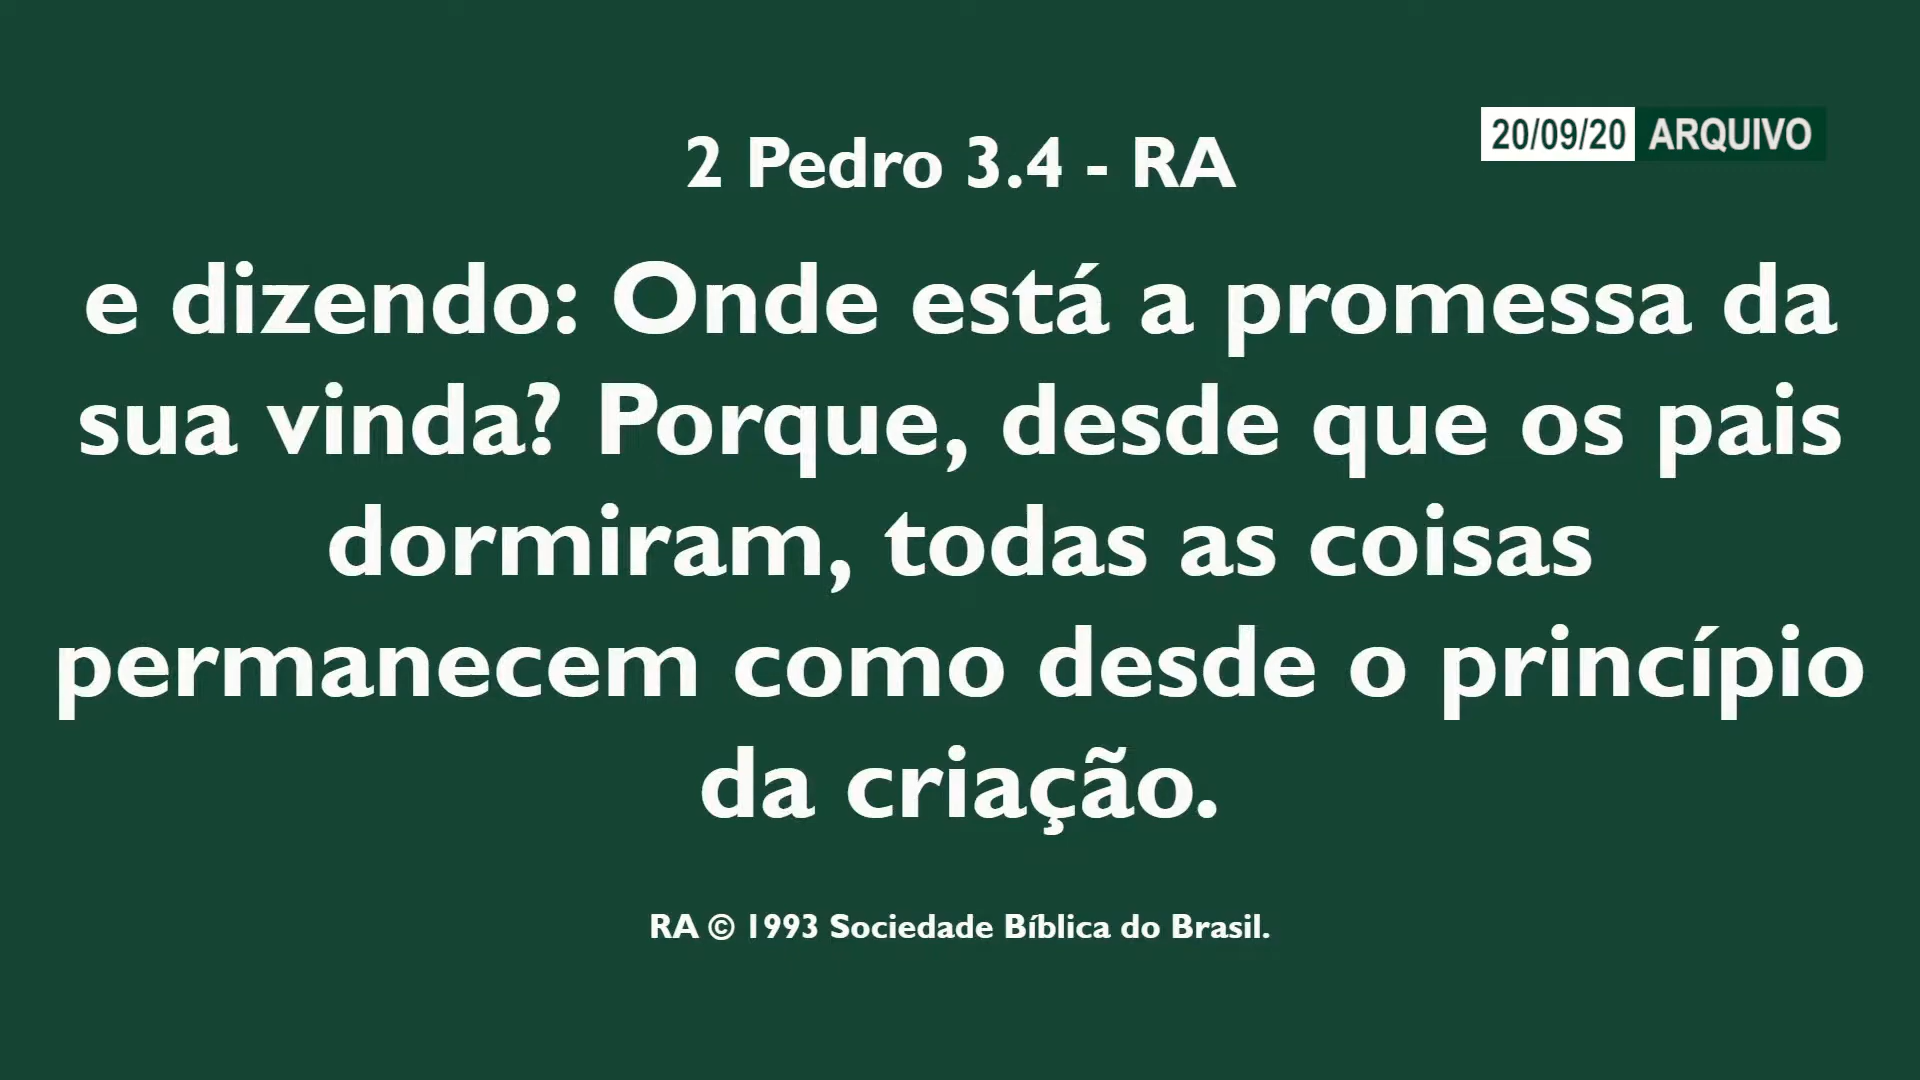 20/09/20 ARQUIVO
2 Pedro 3.4 - RA
e dizendo: Onde está a promessa da
sua vinda? Porque, desde que os pais
dormiram, todas as coisas
permanecem como desde o princípio
da criação.
RA © 1993 Sociedade Bíblica do Brasil.